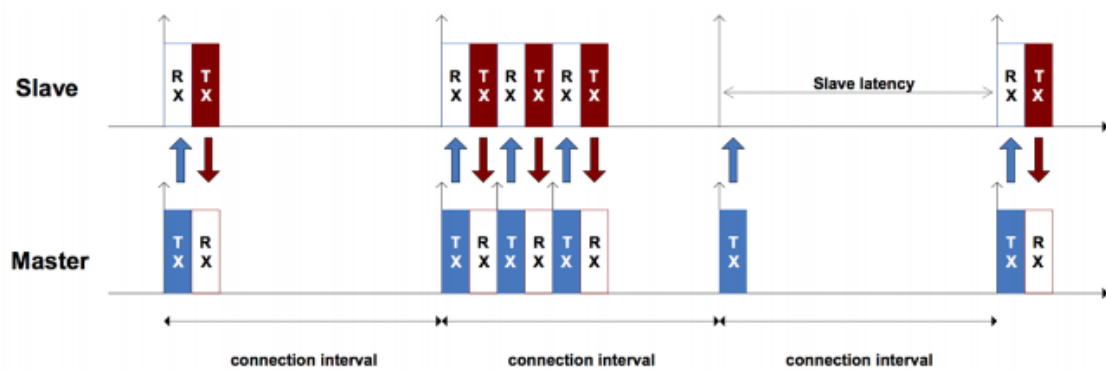 Slave
R X
T X
R X
T X
R X
T X
R X
T X
Slave latency
R X
T X
Master
T X
R X
T X
R X
T X
R X
T X
R X
T X
T X
R X
connection interval
connection interval
connection interval